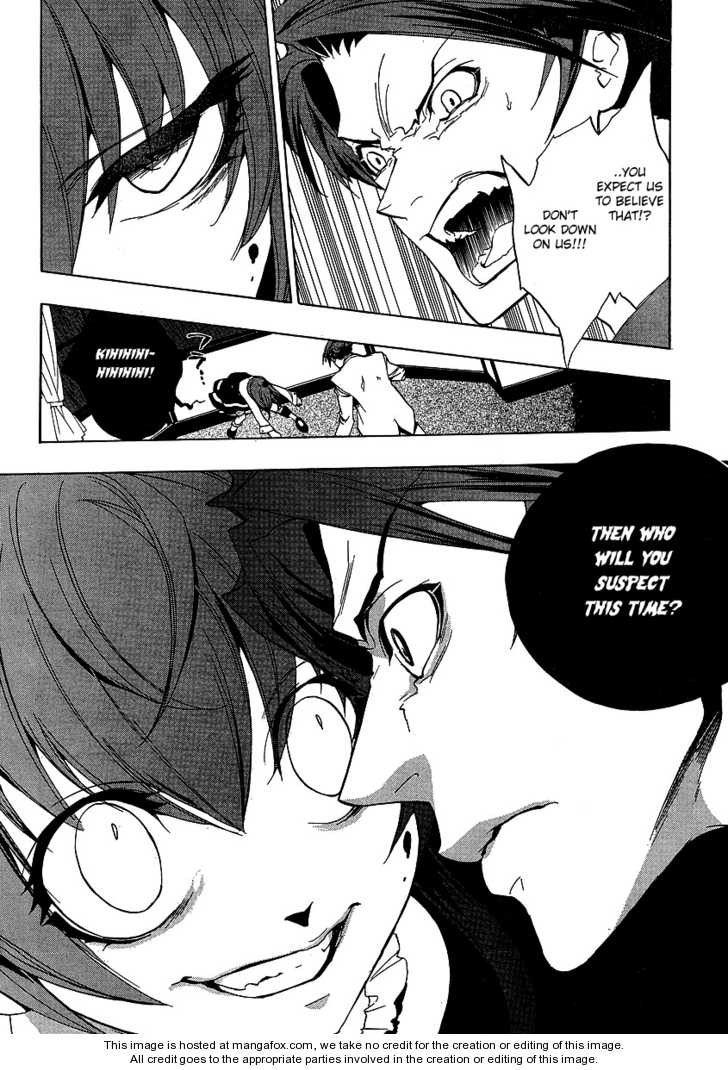 ..YOU
EXPECT US
TO BELIEVE
THAT!?
DON'T
LOOK DOWN
ON US!!!
KIHIHIHI-
HIHIHIHI!
THEN WHO
WILL YOU
SUSPECT
THIS TIME?
This image is hosted at mangafox.com, we take no credit for the creation or editing of this image.
All credit goes to the appropriate parties involved in the creation or editing of this image.